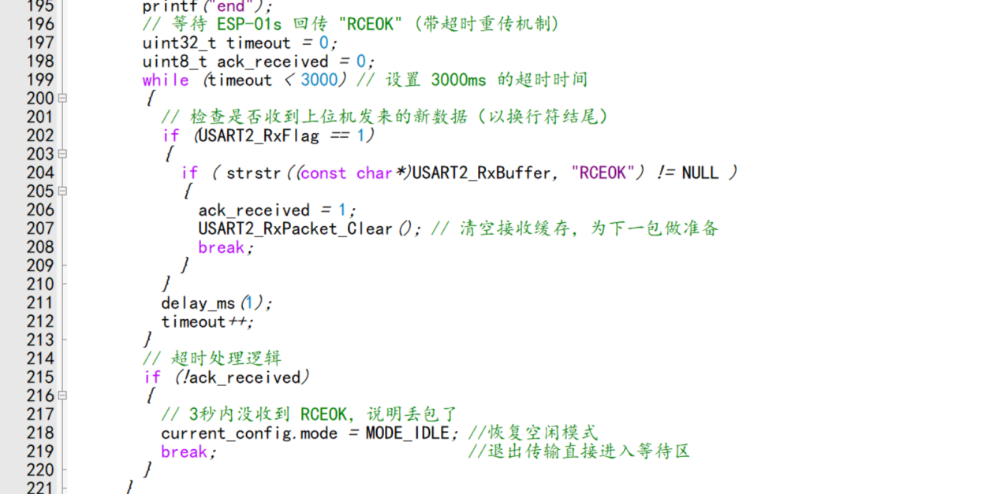 195 printf("end");
196 // 等待 ESP-01s 回传 "RCEOK" (带超时重传机制)
197 uint32_t timeout = 0;
198 uint8_t ack_received = 0;
199 while (timeout < 3000) // 设置 3000ms 的超时时间
200 {
201 // 检查是否收到上位机发来的新数据（以换行符结尾）
202 if (USART2_RxFlag == 1)
203 {
204 if ( strstr((const char*)USART2_RxBuffer, "RCEOK") != NULL )
205 {
206 ack_received = 1;
207 USART2_RxPacket_Clear(); // 清空接收缓存，为下一包做准备
208 break;
209 }
210 }
211 delay_ms(1);
212 timeout++;
213 }
214 // 超时处理逻辑
215 if (!ack_received)
216 {
217 // 3秒内没收到 RCEOK，说明丢包了
218 current_config.mode = MODE_IDLE; //恢复空闲模式
219 break; //退出传输直接进入等待区
220 }
221 }